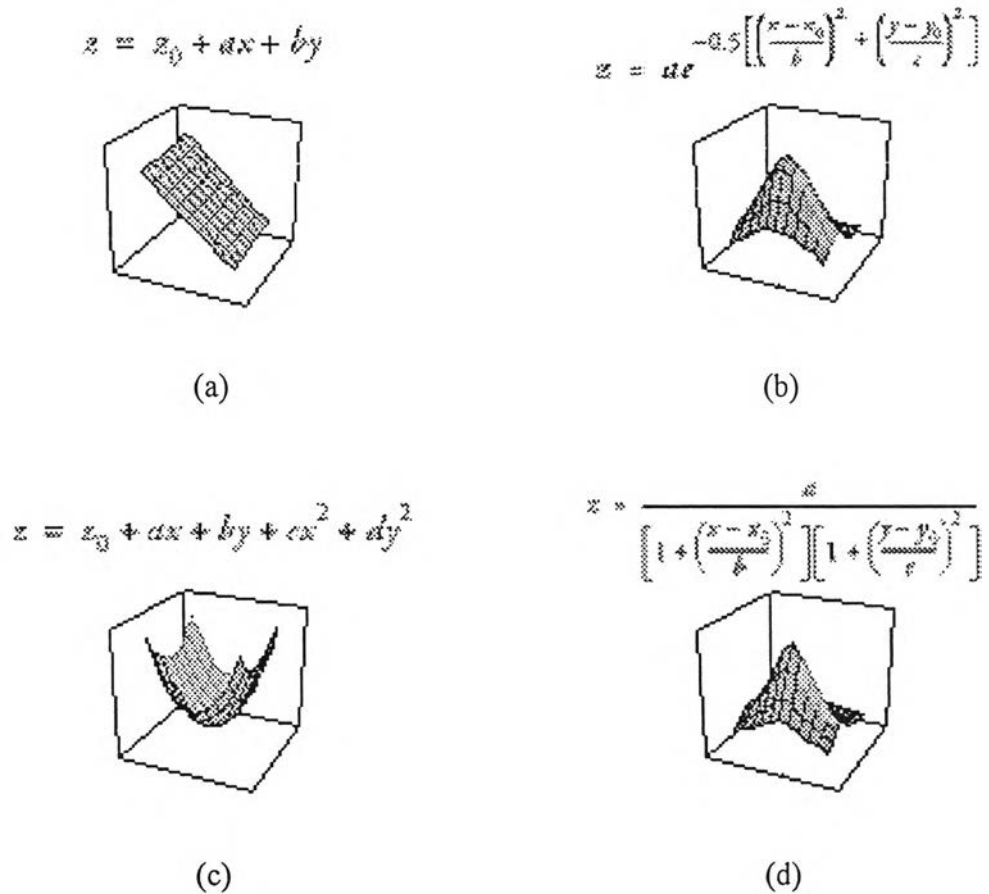 z = z₀ + ax + by
z = ae^{-0.5[((x-x₀)/b)² + ((y-y₀)/c)²]}
(a)
(b)
z = z₀ + ax + by + cx² + dy²
z = a / [1 + ((x-x₀)/b)²][1 + ((y-y₀)/c)²]
(c)
(d)